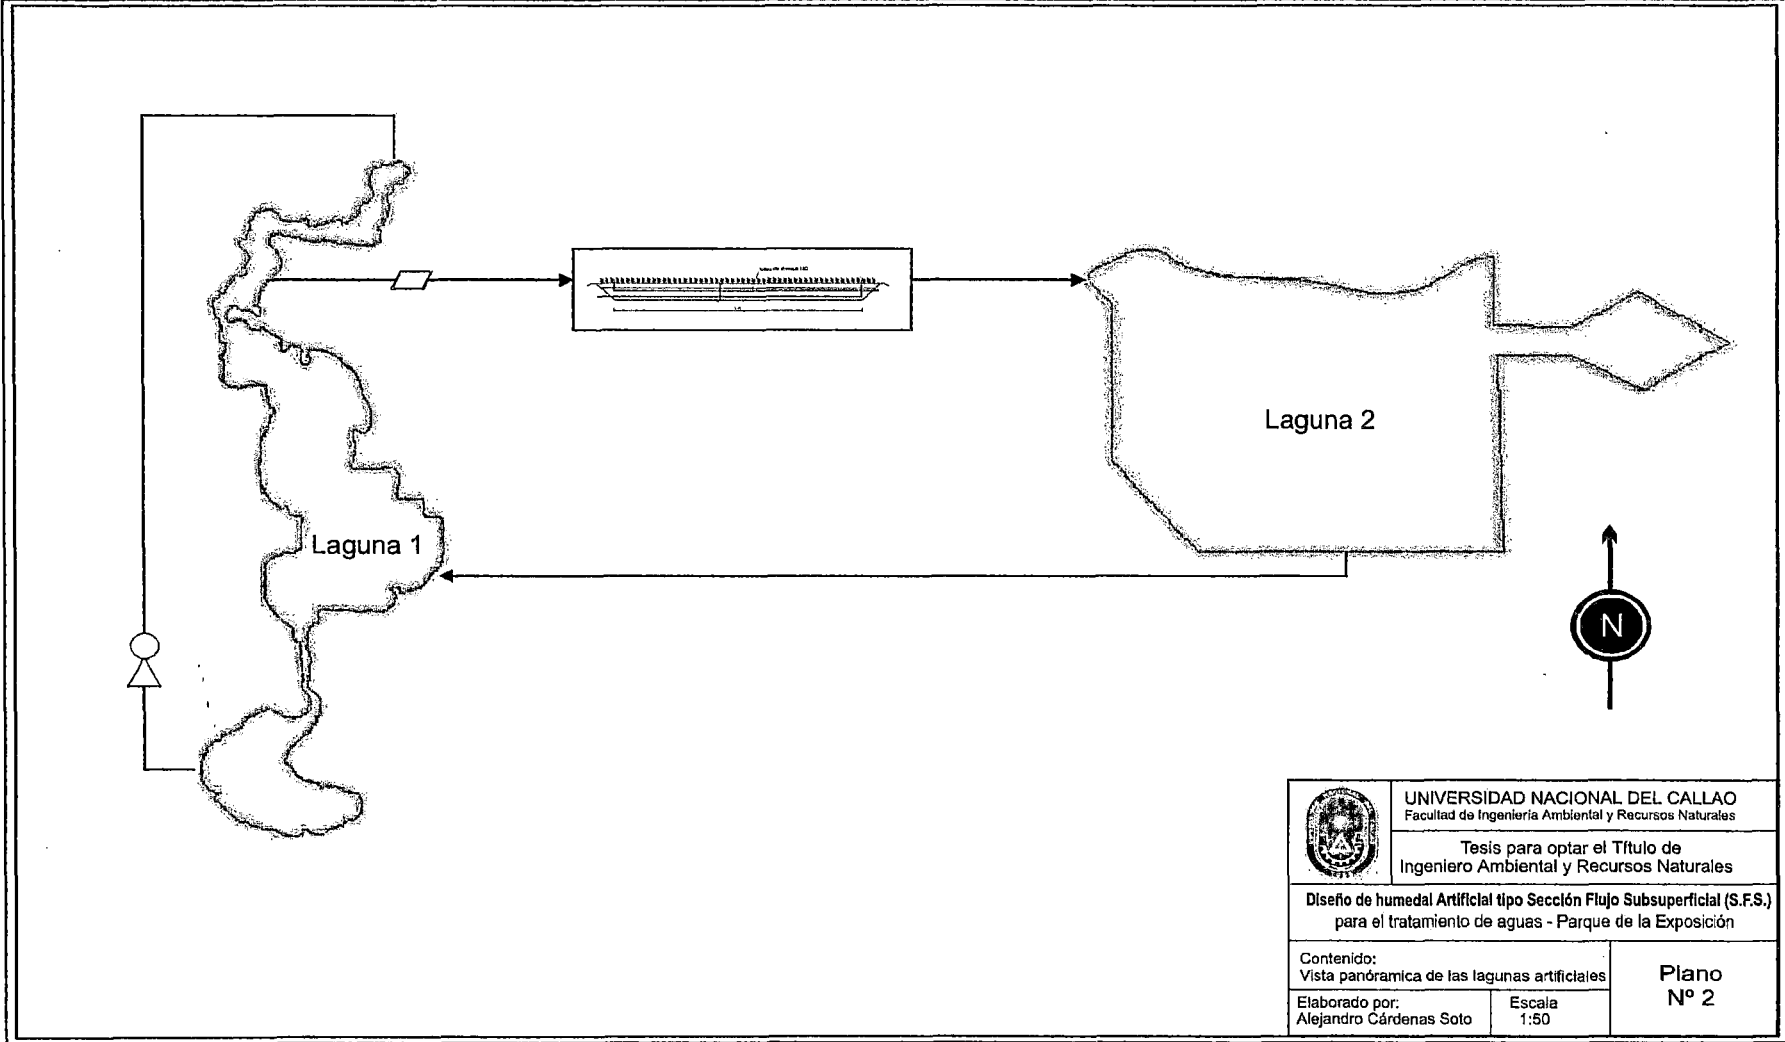 Laguna 2
Laguna 1
N
UNIVERSIDAD NACIONAL DEL CALLAO
Facultad de Ingeniería Ambiental y Recursos Naturales
Tesis para optar el Título de
Ingeniero Ambiental y Recursos Naturales
Diseño de humedal Artificial tipo Sección Flujo Subsuperficial (S.F.S.)
para el tratamiento de aguas - Parque de la Exposición
Contenido:
Vista panóramica de las lagunas artificiales
Plano
Nº 2
Elaborado por:
Alejandro Cárdenas Soto
Escala
1:50